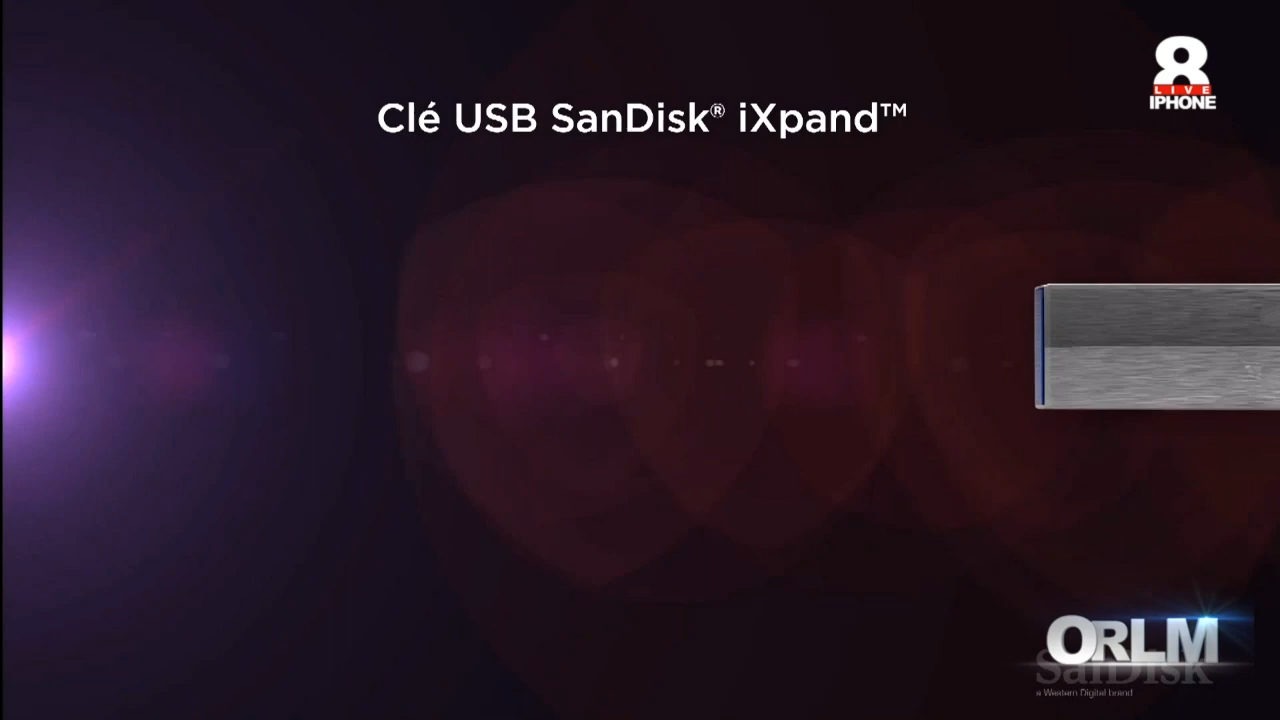 Clé USB SanDisk® iXpand™
8
LIVE
IPHONE
ORLM
SanDisk
a Western Digital brand